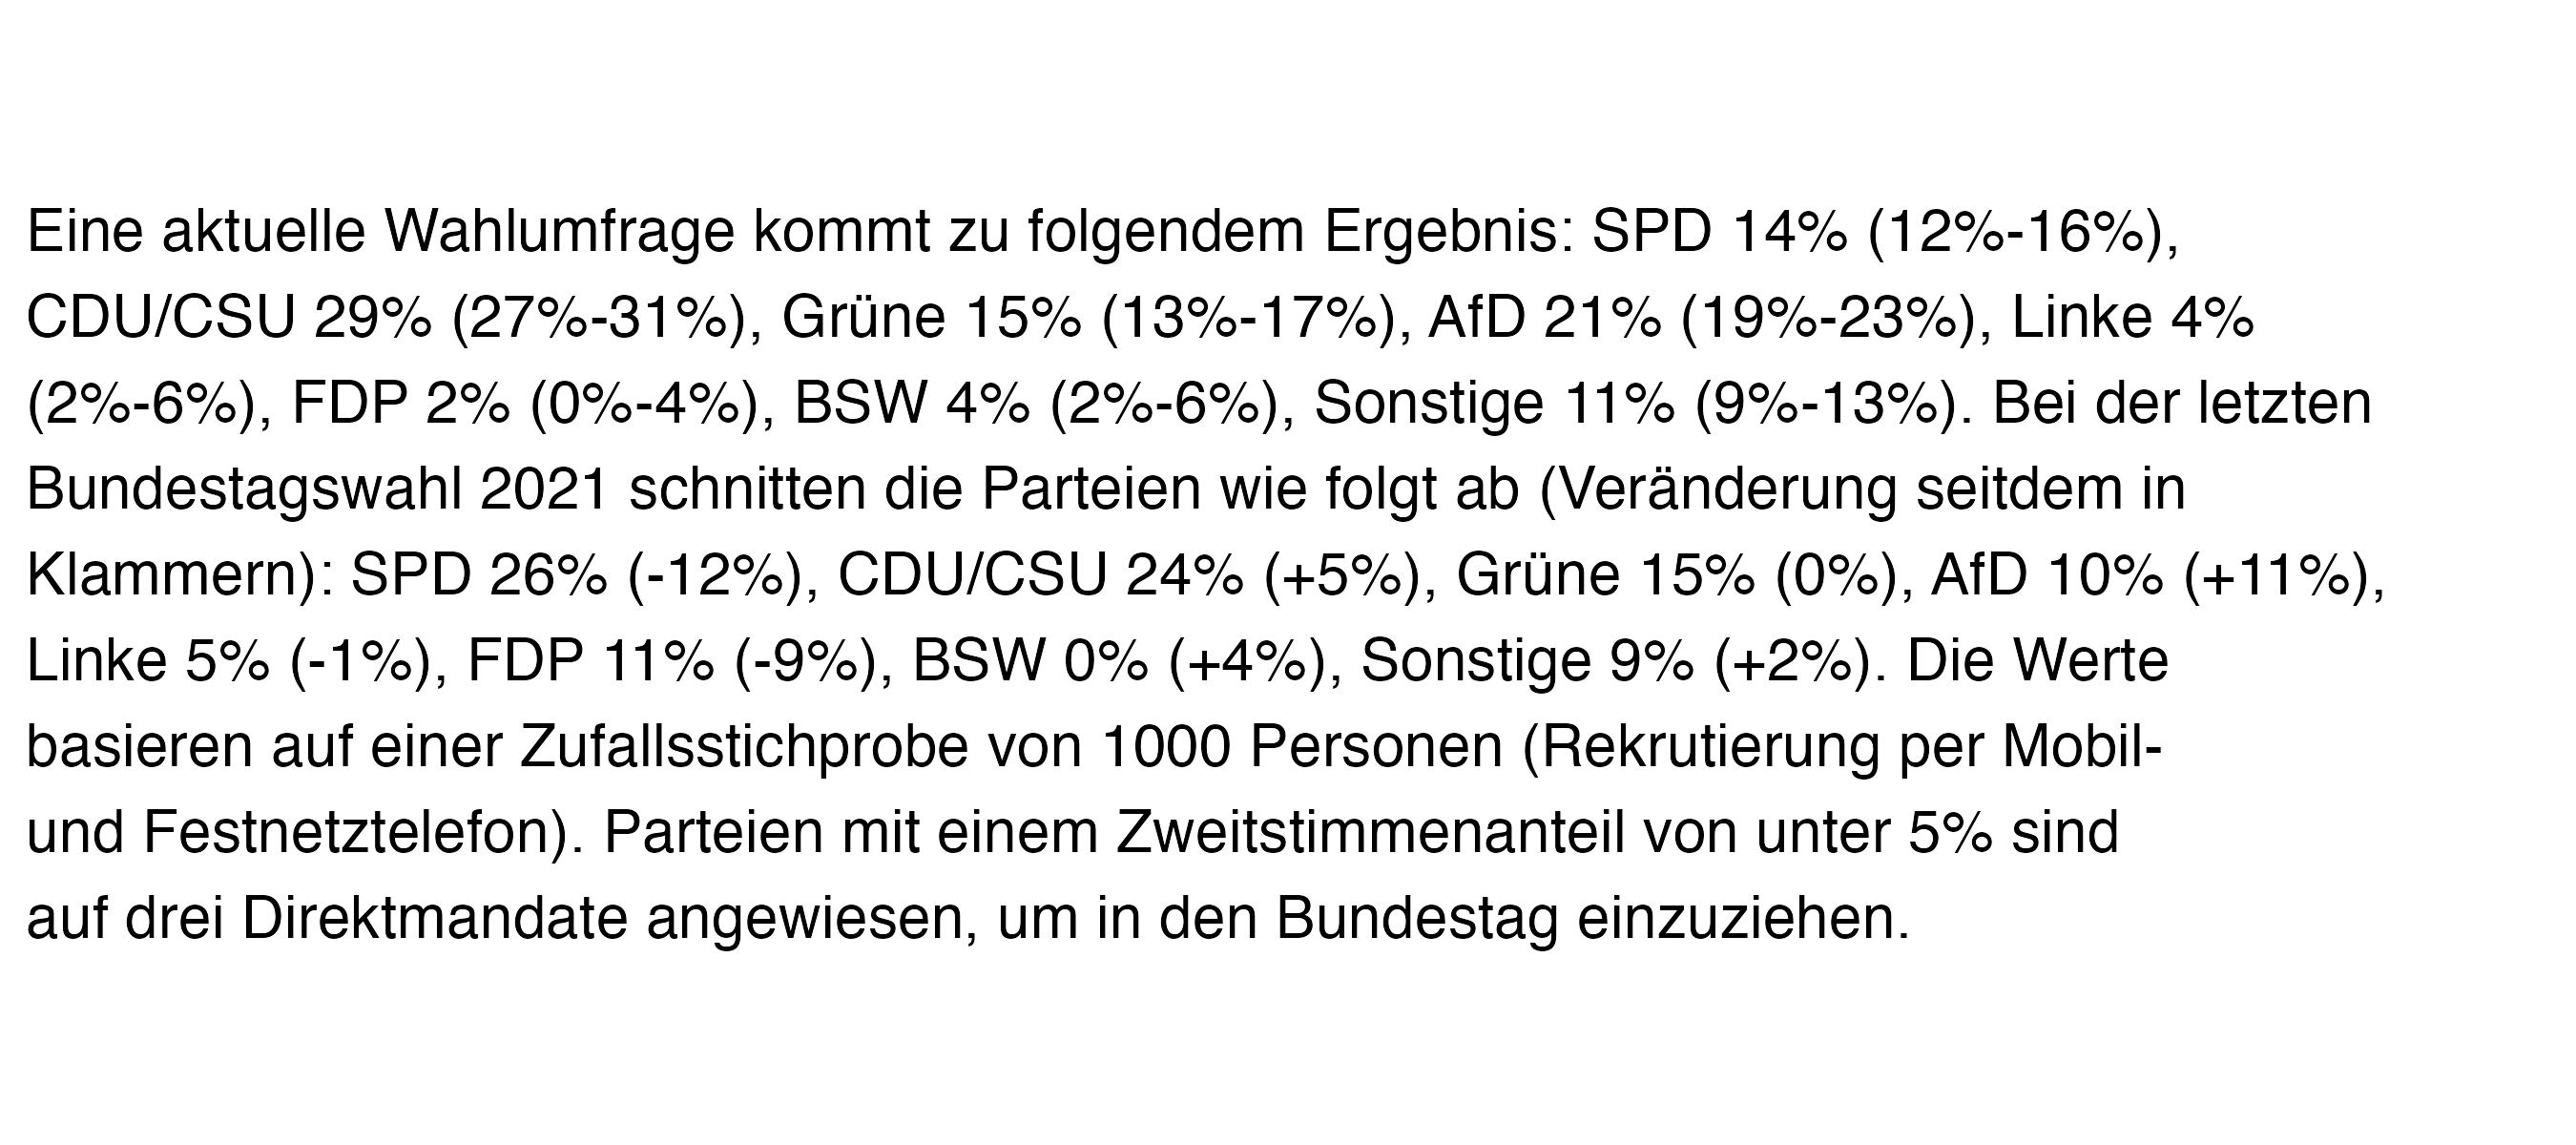 Eine aktuelle Wahlumfrage kommt zu folgendem Ergebnis: SPD 14% (12%-16%),
CDU/CSU 29% (27%-31%), Grüne 15% (13%-17%), AfD 21% (19%-23%), Linke 4%
(2%-6%), FDP 2% (0%-4%), BSW 4% (2%-6%), Sonstige 11% (9%-13%). Bei der letzten
Bundestagswahl 2021 schnitten die Parteien wie folgt ab (Veränderung seitdem in
Klammern): SPD 26% (-12%), CDU/CSU 24% (+5%), Grüne 15% (0%), AfD 10% (+11%),
Linke 5% (-1%), FDP 11% (-9%), BSW 0% (+4%), Sonstige 9% (+2%). Die Werte
basieren auf einer Zufallsstichprobe von 1000 Personen (Rekrutierung per Mobil-
und Festnetztelefon). Parteien mit einem Zweitstimmenanteil von unter 5% sind
auf drei Direktmandate angewiesen, um in den Bundestag einzuziehen.